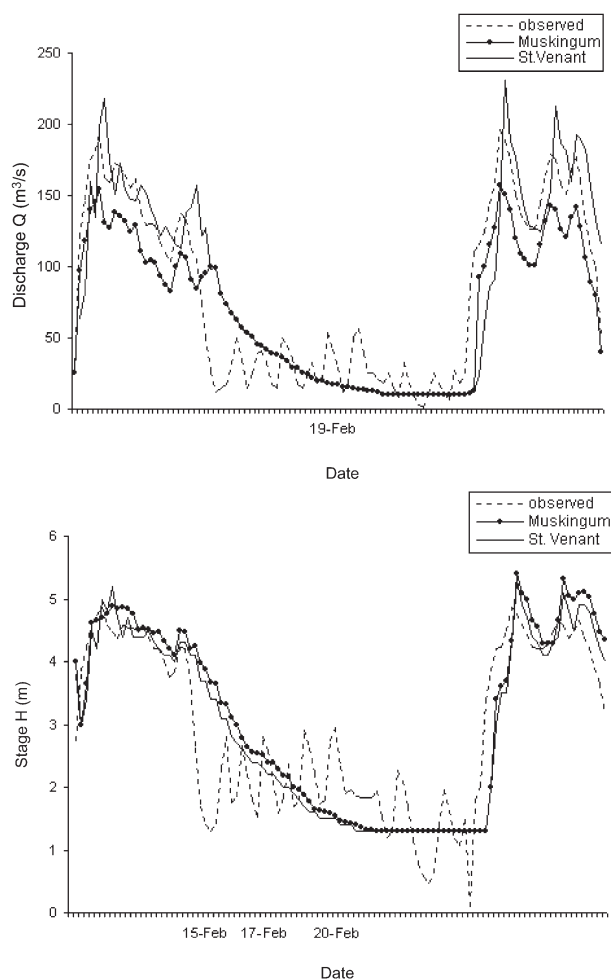 observed
Muskingum
St.Venant
250
200
150
100
50
0
Discharge Q (m³/s)
19-Feb
Date
observed
Muskingum
St. Venant
6
5
4
3
2
1
0
Stage H (m)
15-Feb 17-Feb 20-Feb
Date